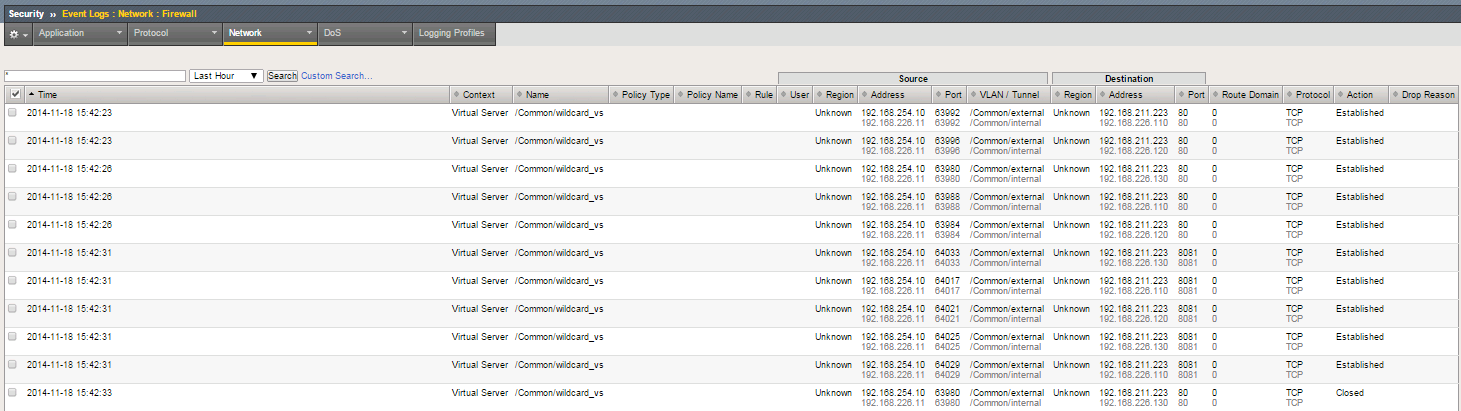 Security » Event Logs : Network : Firewall
Application Protocol Network DoS Logging Profiles
* Last Hour Search Custom Search...
Source Destination
Time Context Name Policy Type Policy Name Rule User Region Address Port VLAN / Tunnel Region Address Port Route Domain Protocol Action Drop Reason
2014-11-18 15:42:23 Virtual Server /Common/wildcard_vs Unknown 192.168.254.10 63992 /Common/external Unknown 192.168.211.223 80 0 TCP Established
192.168.226.11 63992 /Common/internal 192.168.226.110 80 TCP
2014-11-18 15:42:23 Virtual Server /Common/wildcard_vs Unknown 192.168.254.10 63996 /Common/external Unknown 192.168.211.223 80 0 TCP Established
192.168.226.11 63996 /Common/internal 192.168.226.120 80 TCP
2014-11-18 15:42:26 Virtual Server /Common/wildcard_vs Unknown 192.168.254.10 63980 /Common/external Unknown 192.168.211.223 80 0 TCP Established
192.168.226.11 63980 /Common/internal 192.168.226.130 80 TCP
2014-11-18 15:42:26 Virtual Server /Common/wildcard_vs Unknown 192.168.254.10 63988 /Common/external Unknown 192.168.211.223 80 0 TCP Established
192.168.226.11 63988 /Common/internal 192.168.226.110 80 TCP
2014-11-18 15:42:26 Virtual Server /Common/wildcard_vs Unknown 192.168.254.10 63984 /Common/external Unknown 192.168.211.223 80 0 TCP Established
192.168.226.11 63984 /Common/internal 192.168.226.120 80 TCP
2014-11-18 15:42:31 Virtual Server /Common/wildcard_vs Unknown 192.168.254.10 64033 /Common/external Unknown 192.168.211.223 8081 0 TCP Established
192.168.226.11 64033 /Common/internal 192.168.226.130 8081 TCP
2014-11-18 15:42:31 Virtual Server /Common/wildcard_vs Unknown 192.168.254.10 64017 /Common/external Unknown 192.168.211.223 8081 0 TCP Established
192.168.226.11 64017 /Common/internal 192.168.226.110 8081 TCP
2014-11-18 15:42:31 Virtual Server /Common/wildcard_vs Unknown 192.168.254.10 64021 /Common/external Unknown 192.168.211.223 8081 0 TCP Established
192.168.226.11 64021 /Common/internal 192.168.226.120 8081 TCP
2014-11-18 15:42:31 Virtual Server /Common/wildcard_vs Unknown 192.168.254.10 64025 /Common/external Unknown 192.168.211.223 8081 0 TCP Established
192.168.226.11 64025 /Common/internal 192.168.226.130 8081 TCP
2014-11-18 15:42:31 Virtual Server /Common/wildcard_vs Unknown 192.168.254.10 64029 /Common/external Unknown 192.168.211.223 8081 0 TCP Established
192.168.226.11 64029 /Common/internal 192.168.226.110 8081 TCP
2014-11-18 15:42:33 Virtual Server /Common/wildcard_vs Unknown 192.168.254.10 63980 /Common/external Unknown 192.168.211.223 80 0 TCP Closed
192.168.226.11 63980 /Common/internal 192.168.226.130 80 TCP